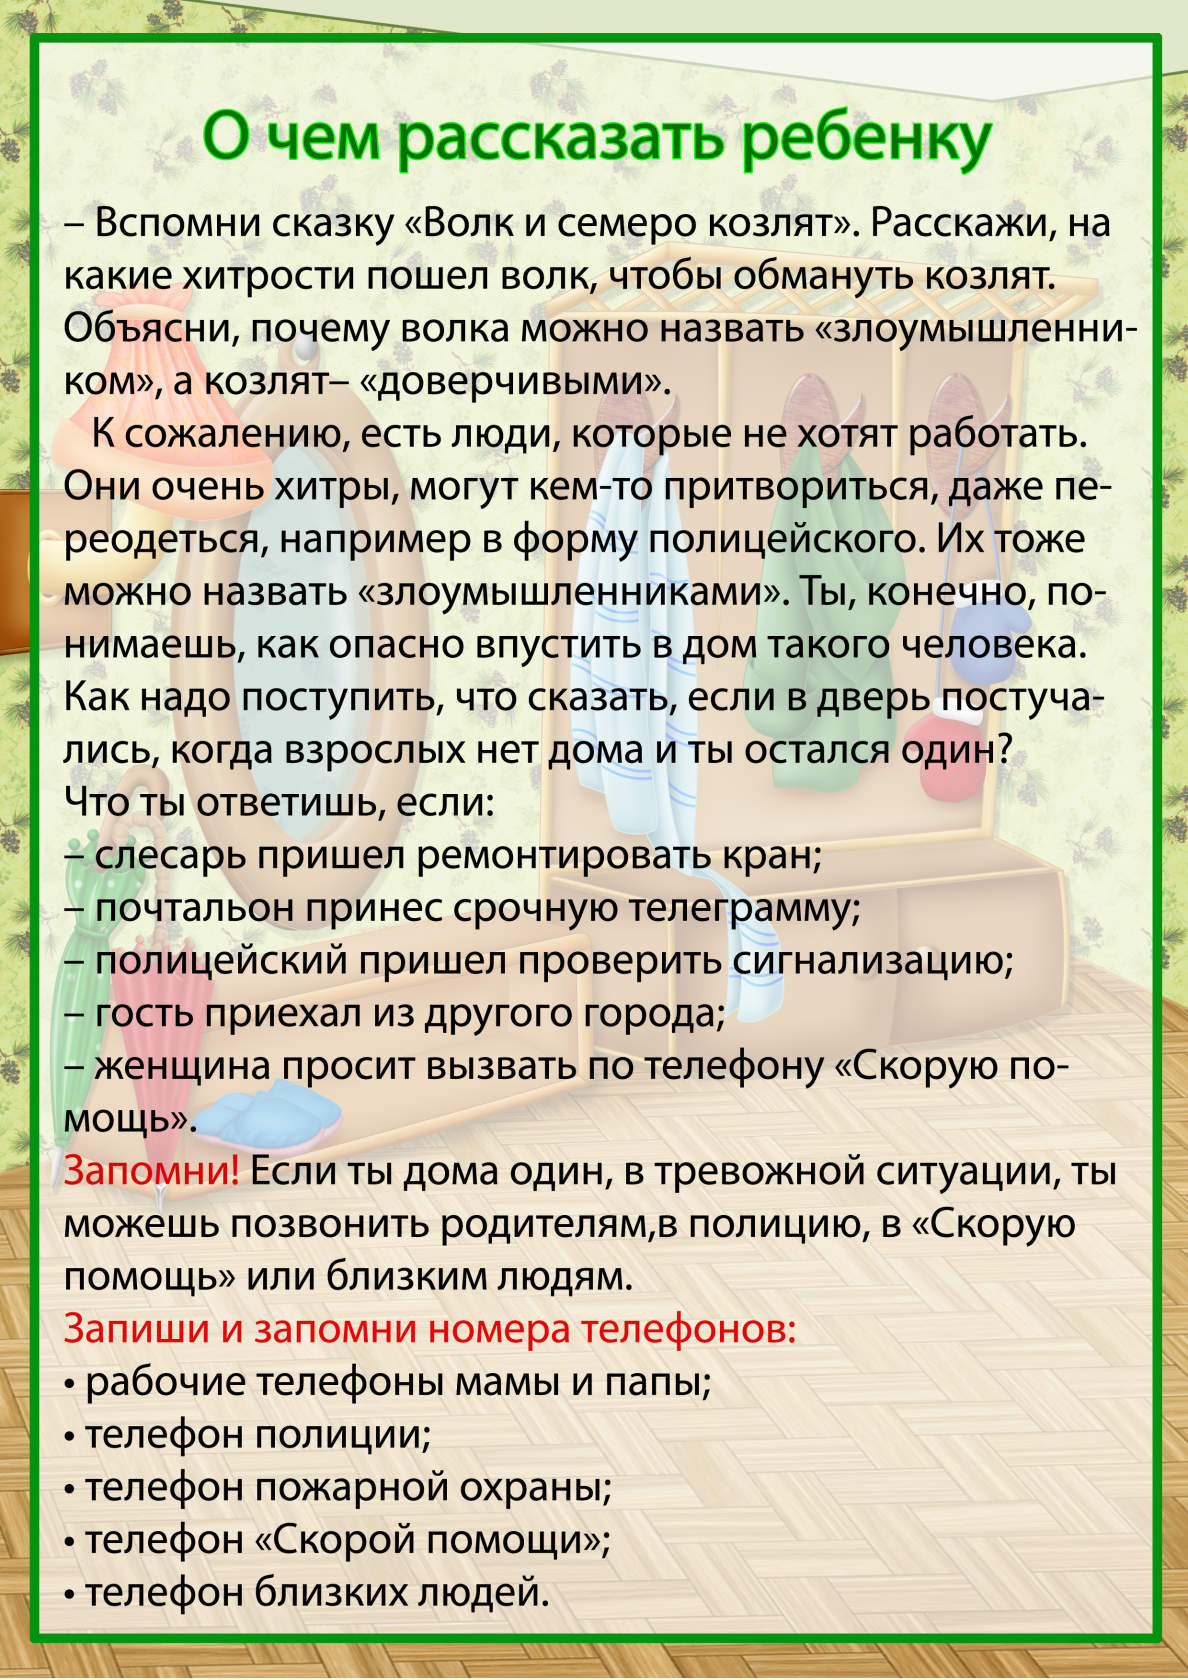 О чем рассказать ребенку
– Вспомни сказку «Волк и семеро козлят». Расскажи, на
какие хитрости пошел волк, чтобы обмануть козлят.
Объясни, почему волка можно назвать «злоумышленни-
ком», а козлят– «доверчивыми».
К сожалению, есть люди, которые не хотят работать.
Они очень хитры, могут кем-то притвориться, даже пе-
реодеться, например в форму полицейского. Их тоже
можно назвать «злоумышленниками». Ты, конечно, по-
нимаешь, как опасно впустить в дом такого человека.
Как надо поступить, что сказать, если в дверь постуча-
лись, когда взрослых нет дома и ты остался один?
Что ты ответишь, если:
– слесарь пришел ремонтировать кран;
– почтальон принес срочную телеграмму;
– полицейский пришел проверить сигнализацию;
– гость приехал из другого города;
– женщина просит вызвать по телефону «Скорую по-
мощь».
Запомни! Если ты дома один, в тревожной ситуации, ты
можешь позвонить родителям,в полицию, в «Скорую
помощь» или близким людям.
Запиши и запомни номера телефонов:
• рабочие телефоны мамы и папы;
• телефон полиции;
• телефон пожарной охраны;
• телефон «Скорой помощи»;
• телефон близких людей.